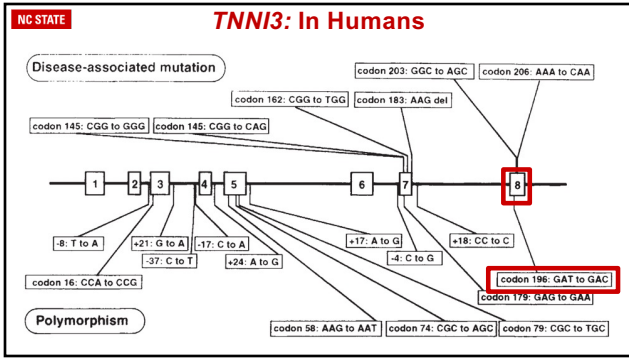 NC STATE
TNNI3: In Humans
Disease-associated mutation
codon 203: GGC to AGC
codon 206: AAA to CAA
codon 162: CGG to TGG
codon 183: AAG del
codon 145: CGG to GGG
codon 145: CGG to CAG
1
2
3
4
5
6
7
8
-8: T to A
+21: G to A
-17: C to A
+17: A to G
+18: CC to C
-37: C to T
+24: A to G
-4: C to G
codon 16: CCA to CCG
codon 196: GAT to GAC
codon 179: GAG to GAA
Polymorphism
codon 58: AAG to AAT
codon 74: CGC to AGC
codon 79: CGC to TGC